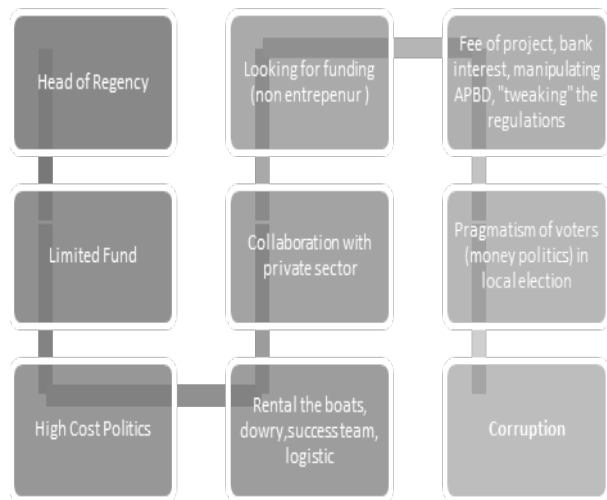 Head of Regency
Limited Fund
High Cost Politics
Rental the boats,
dowry,success team,
logistic
Collaboration with
private sector
Looking for funding
(non entrepenur )
Fee of project, bank
interest, manipulating
APBD, "tweaking" the
regulations
Pragmatism of voters
(money politics) in
local election
Corruption